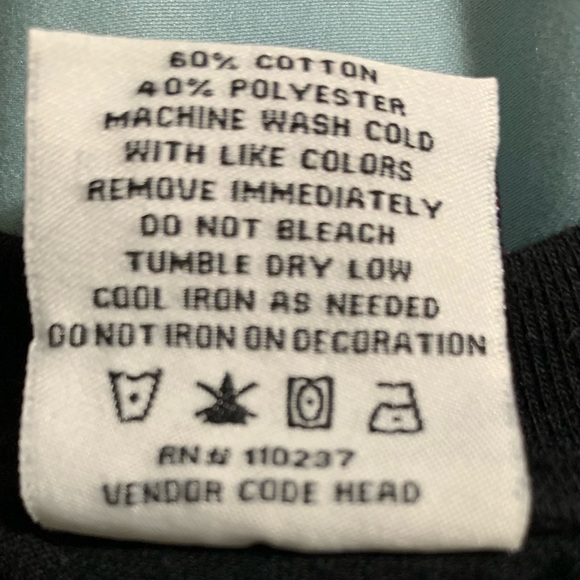 60% COTTON
40% POLYESTER
MACHINE WASH COLD
WITH LIKE COLORS
REMOVE IMMEDIATELY
DO NOT BLEACH
TUMBLE DRY LOW
COOL IRON AS NEEDED
DO NOT IRON ON DECORATION
RN# 110237
VENDOR CODE HEAD